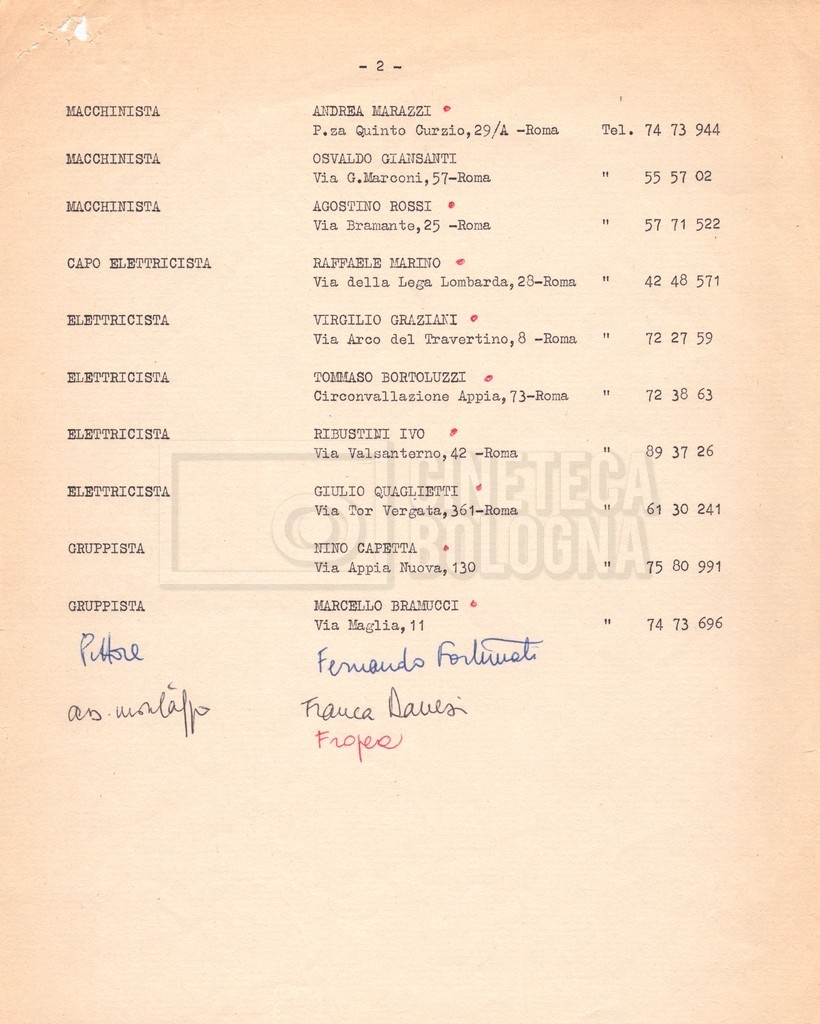 - 2 -
MACCHINISTA ANDREA MARAZZI
P.za Quinto Curzio,29/A -Roma Tel. 74 73 944
MACCHINISTA OSVALDO GIANSANTI
Via G.Marconi,57-Roma " 55 57 02
MACCHINISTA AGOSTINO ROSSI
Via Bramante,25 -Roma " 57 71 522
CAPO ELETTRICISTA RAFFAELE MARINO
Via della Lega Lombarda,28-Roma " 42 48 571
ELETTRICISTA VIRGILIO GRAZIANI
Via Arco del Travertino,8 -Roma " 72 27 59
ELETTRICISTA TOMMASO BORTOLUZZI
Circonvallazione Appia,73-Roma " 72 38 63
ELETTRICISTA RIBUSTINI IVO
Via Valsanterno,42 -Roma " 89 37 26
ELETTRICISTA GIULIO QUAGLIETTI
Via Tor Vergata,361-Roma " 61 30 241
GRUPPISTA NINO CAPETTA
Via Appia Nuova,130 " 75 80 991
GRUPPISTA MARCELLO BRAMUCCI
Via Maglia,11 " 74 73 696
Pittore Fernando Fortunati
ass. montaggio Franca Danesi
CINETECA
BOLOGNA